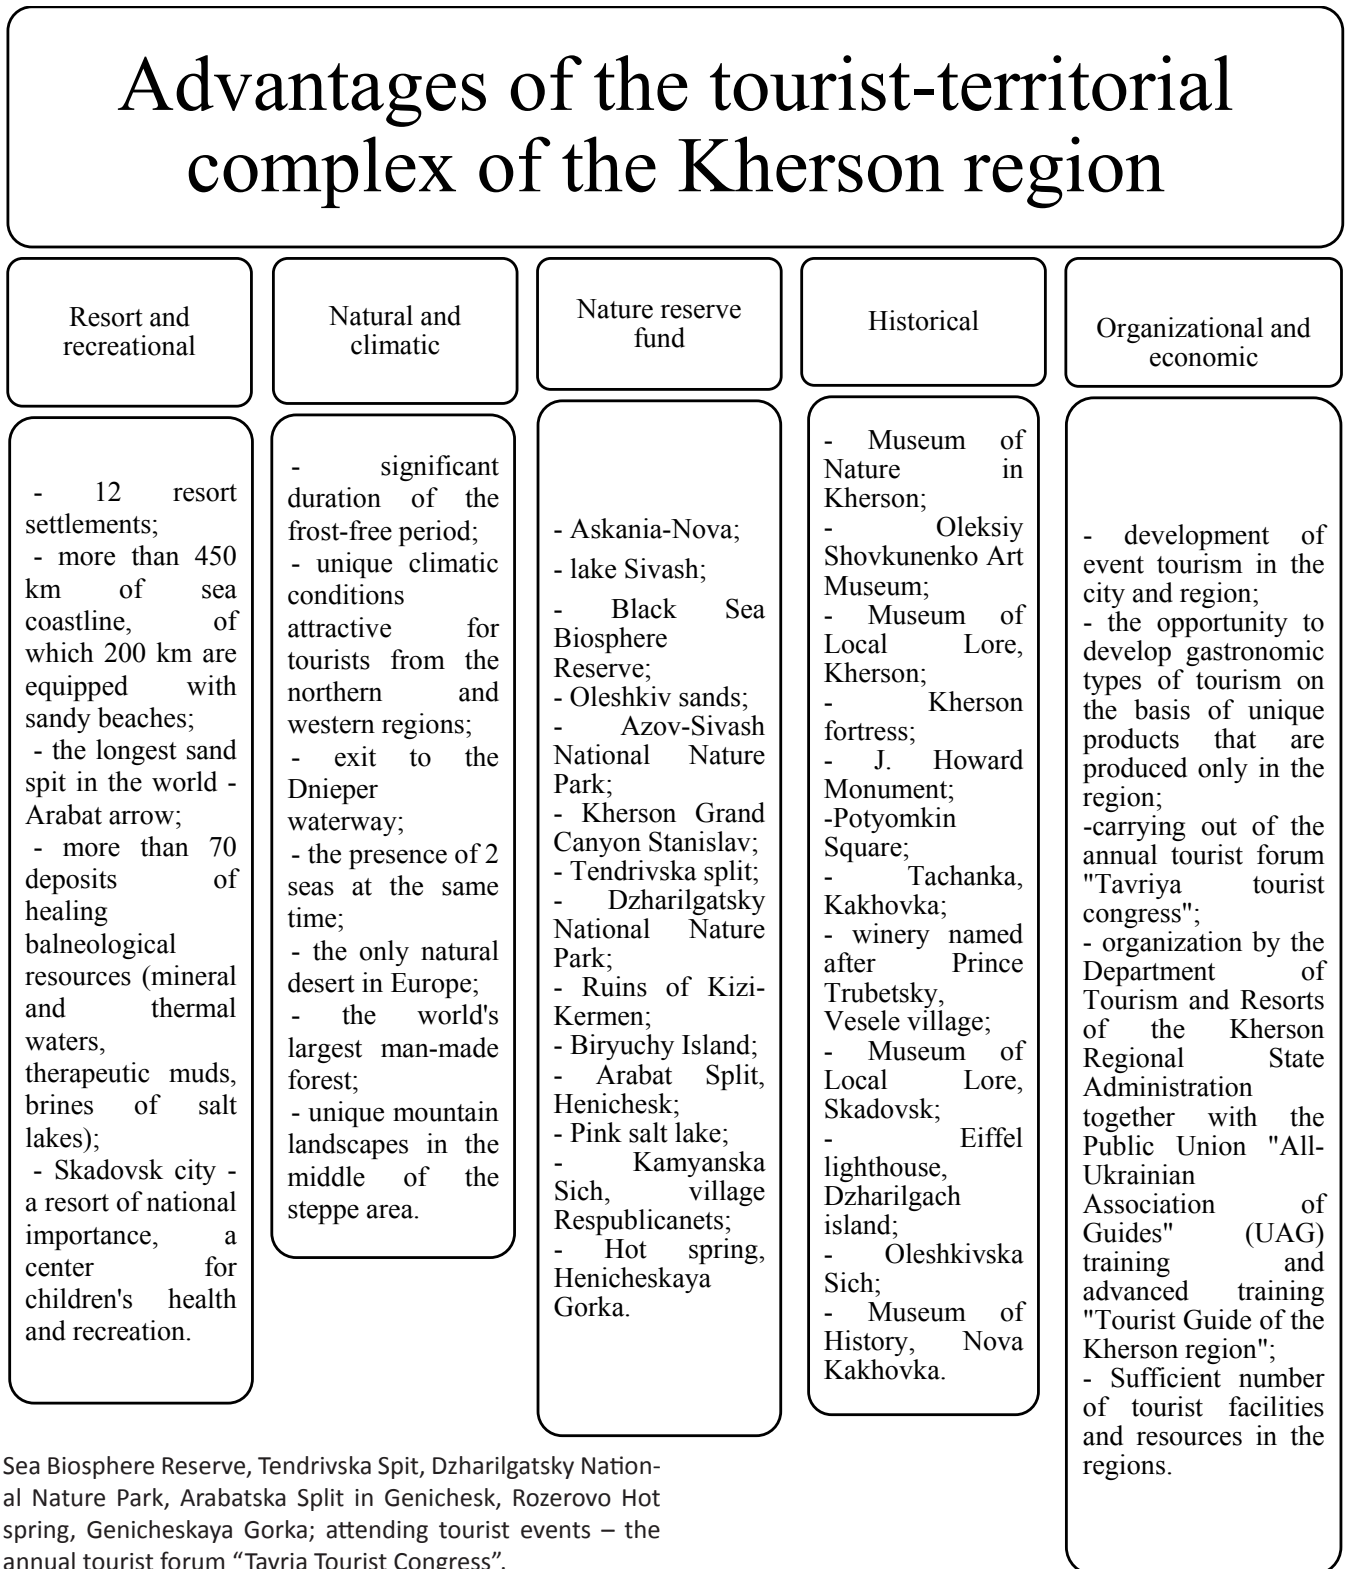 Advantages of the tourist-territorial
complex of the Kherson region
Resort and
recreational
- 12 resort
settlements;
- more than 450
km of sea
coastline, of
which 200 km are
equipped with
sandy beaches;
- the longest sand
spit in the world -
Arabat arrow;
- more than 70
deposits of
healing
balneological
resources (mineral
and thermal
waters,
therapeutic muds,
brines of salt
lakes);
- Skadovsk city -
a resort of national
importance, a
center for
children's health
and recreation.
Natural and
climatic
- significant
duration of the
frost-free period;
- unique climatic
conditions
attractive for
tourists from the
northern and
western regions;
- exit to the
Dnieper
waterway;
- the presence of 2
seas at the same
time;
- the only natural
desert in Europe;
- the world's
largest man-made
forest;
- unique mountain
landscapes in the
middle of the
steppe area.
Nature reserve
fund
- Askania-Nova;
- lake Sivash;
- Black Sea
Biosphere
Reserve;
- Oleshkiv sands;
- Azov-Sivash
National Nature
Park;
- Kherson Grand
Canyon Stanislav;
- Tendrivska split;
- Dzharilgatsky
National Nature
Park;
- Ruins of Kizi-
Kermen;
- Biryuchy Island;
- Arabat Split,
Henichesk;
- Pink salt lake;
- Kamyanska
Sich, village
Respublicanets;
- Hot spring,
Henicheskaya
Gorka.
Historical
- Museum of
Nature in
Kherson;
- Oleksiy
Shovkunenko Art
Museum;
- Museum of
Local Lore,
Kherson;
- Kherson
fortress;
- J. Howard
Monument;
-Potyomkin
Square;
- Tachanka,
Kakhovka;
- winery named
after Prince
Trubetsky,
Vesele village;
- Museum of
Local Lore,
Skadovsk;
- Eiffel
lighthouse,
Dzharilgach
island;
- Oleshkivska
Sich;
- Museum of
History, Nova
Kakhovka.
Organizational and
economic
- development of
event tourism in the
city and region;
- the opportunity to
develop gastronomic
types of tourism on
the basis of unique
products that are
produced only in the
region;
-carrying out of the
annual tourist forum
"Tavriya tourist
congress";
- organization by the
Department of
Tourism and Resorts
of the Kherson
Regional State
Administration
together with the
Public Union "All-
Ukrainian
Association of
Guides" (UAG)
training and
advanced training
"Tourist Guide of the
Kherson region";
- Sufficient number
of tourist facilities
and resources in the
regions.
Sea Biosphere Reserve, Tendrivska Spit, Dzharilgatsky Nation-
al Nature Park, Arabatska Split in Genichesk, Rozerovo Hot
spring, Genicheskaya Gorka; attending tourist events – the
annual tourist forum “Tavria Tourist Congress”.